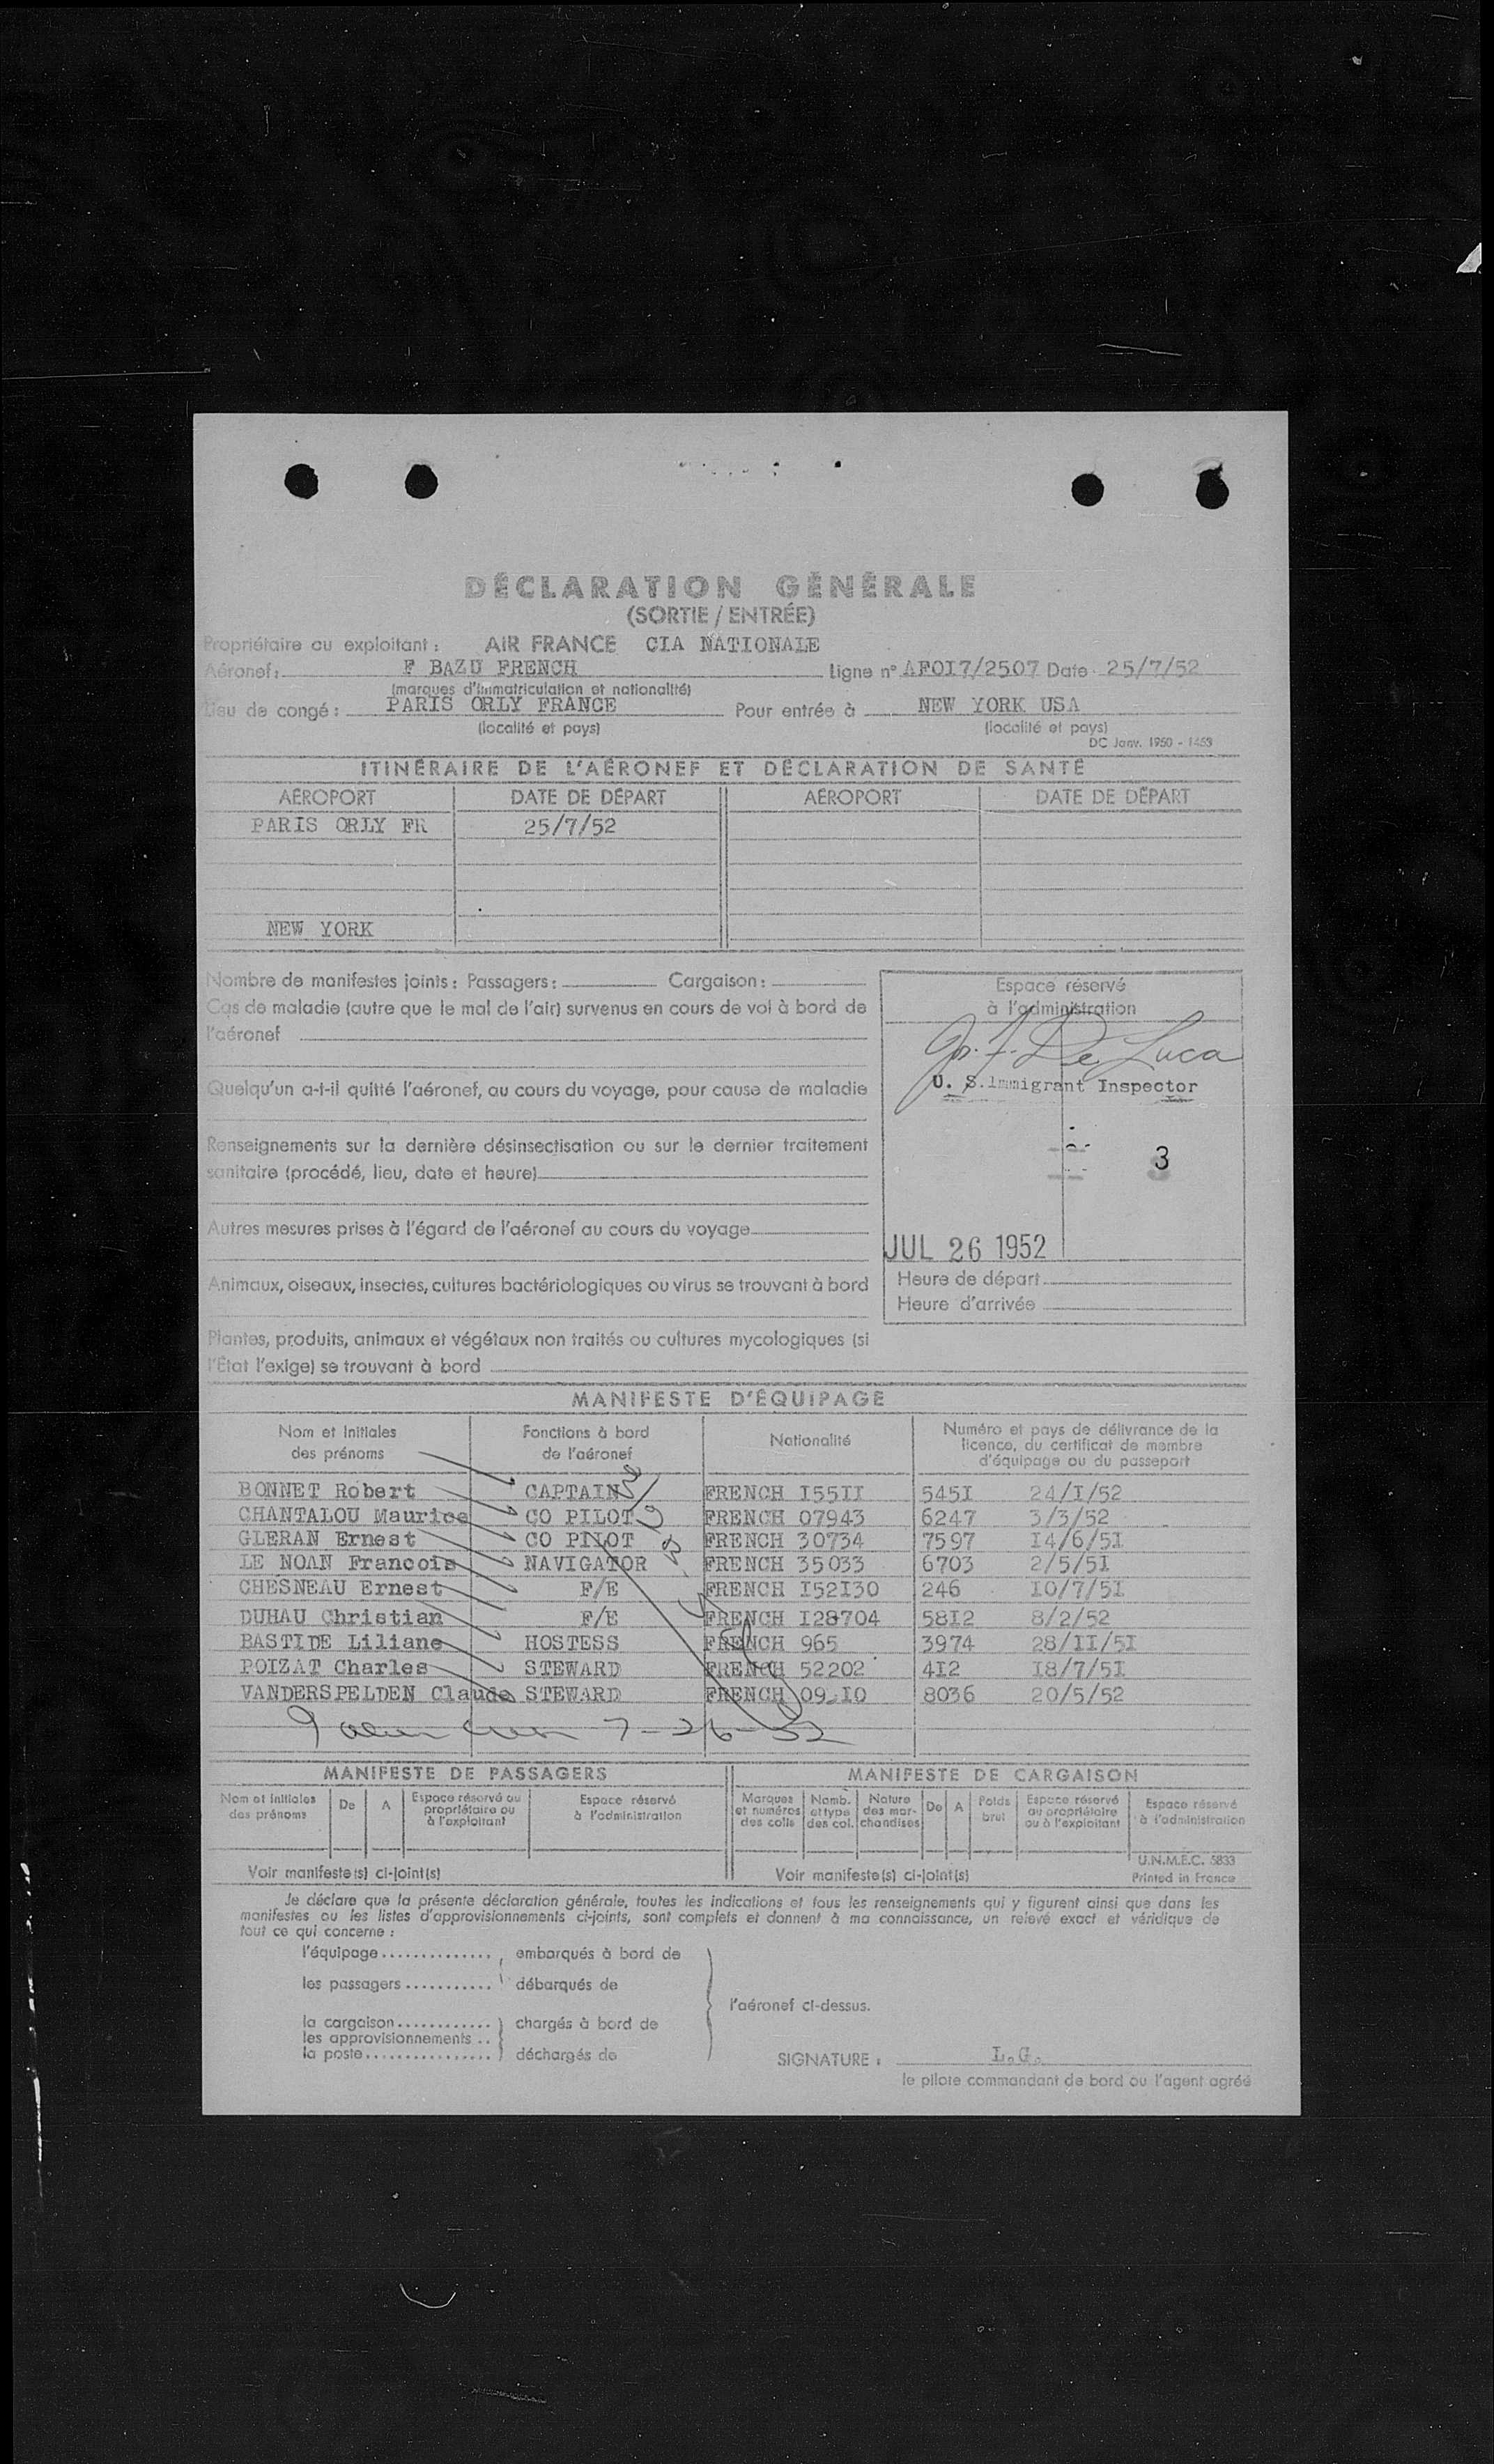 DÉCLARATION GÉNÉRALE
(SORTIE / ENTRÉE)
Propriétaire ou exploitant : AIR FRANCE CIA NATIONALE
Aéronef : F BAZU FRENCH Ligne n° AF0I7/2507 Date 25/7/52
(marques d'immatriculation et nationalité)
Lieu de congé : PARIS ORLY FRANCE Pour entrée à NEW YORK USA
(localité et pays) (localité et pays)
DC Janv. 1950 - 1453
ITINÉRAIRE DE L'AÉRONEF ET DÉCLARATION DE SANTÉ
AÉROPORT DATE DE DÉPART AÉROPORT DATE DE DÉPART
PARIS ORLY FR 25/7/52
NEW YORK
Nombre de manifestes joints : Passagers : Cargaison :
Cas de maladie (autre que le mal de l'air) survenus en cours de vol à bord de
l'aéronef
Quelqu'un a-t-il quitté l'aéronef, au cours du voyage, pour cause de maladie
Renseignements sur la dernière désinsectisation ou sur le dernier traitement
sanitaire (procédé, lieu, date et heure)
Autres mesures prises à l'égard de l'aéronef au cours du voyage
Animaux, oiseaux, insectes, cultures bactériologiques ou virus se trouvant à bord
Plantes, produits, animaux et végétaux non traités ou cultures mycologiques (si
l'État l'exige) se trouvant à bord
Espace réservé
à l'administration
De Luca
U. S. Immigrant Inspector
3
JUL 26 1952
Heure de départ
Heure d'arrivée
MANIFESTE D'ÉQUIPAGE
Nom et Initiales des prénoms Fonctions à bord de l'aéronef Nationalité Numéro et pays de délivrance de la licence, du certificat de membre d'équipage ou du passeport
BONNET Robert CAPTAIN FRENCH I55II 545I 24/I/52
CHANTALOU Maurice CO PILOT FRENCH 07943 6247 3/3/52
GLERAN Ernest CO PILOT FRENCH 30734 7597 I4/6/5I
LE NOAN Francois NAVIGATOR FRENCH 35033 6703 2/5/5I
CHESNEAU Ernest F/E FRENCH I52I30 246 I0/7/5I
DUHAU Christian F/E FRENCH I28704 58I2 8/2/52
BASTIDE Liliane HOSTESS FRENCH 965 3974 28/II/5I
POIZAT Charles STEWARD FRENCH 52202 4I2 I8/7/5I
VANDERSPELDEN Claude STEWARD FRENCH 09.I0 8036 20/5/52
9 alien crew 7-26-52
MANIFESTE DE PASSAGERS MANIFESTE DE CARGAISON
Nom et Initiales des prénoms De A Espace réservé au propriétaire ou à l'exploitant Espace réservé à l'administration Marques et numéros des colis Nomb. et type des col. Nature des marchandises De A Poids brut Espace réservé au propriétaire ou à l'exploitant Espace réservé à l'administration
Voir manifeste(s) ci-joint(s) Voir manifeste(s) ci-joint(s)
U.N.M.E.C. 5833
Printed in France
Je déclare que la présente déclaration générale, toutes les indications et tous les renseignements qui y figurent ainsi que dans les
manifestes ou les listes d'approvisionnements ci-joints, sont complets et donnent à ma connaissance, un relevé exact et véridique de
tout ce qui concerne :
l'équipage.............. embarqués à bord de
les passagers........... débarqués de
l'aéronef ci-dessus.
la cargaison............ chargés à bord de
les approvisionnements ..
la poste................ déchargés de
SIGNATURE : L.G.
le pilote commandant de bord ou l'agent agréé